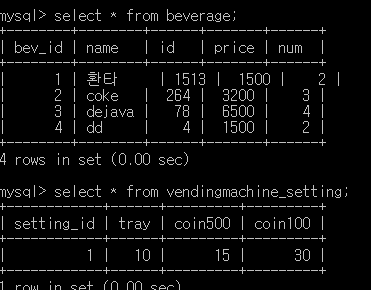 mysql> select * from beverage;
+--------+--------+------+-------+------+
| bev_id | name   | id   | price | num  |
+--------+--------+------+-------+------+
|      1 | 환타   | 1513 |  1500 |    2 |
|      2 | coke   |  264 |  3200 |    3 |
|      3 | dejava |   78 |  6500 |    4 |
|      4 | dd     |    4 |  1500 |    2 |
+--------+--------+------+-------+------+
4 rows in set (0.00 sec)
mysql> select * from vendingmachine_setting;
+------------+------+---------+---------+
| setting_id | tray | coin500 | coin100 |
+------------+------+---------+---------+
|          1 |   10 |      15 |      30 |
+------------+------+---------+---------+
1 row in set (0.00 sec)